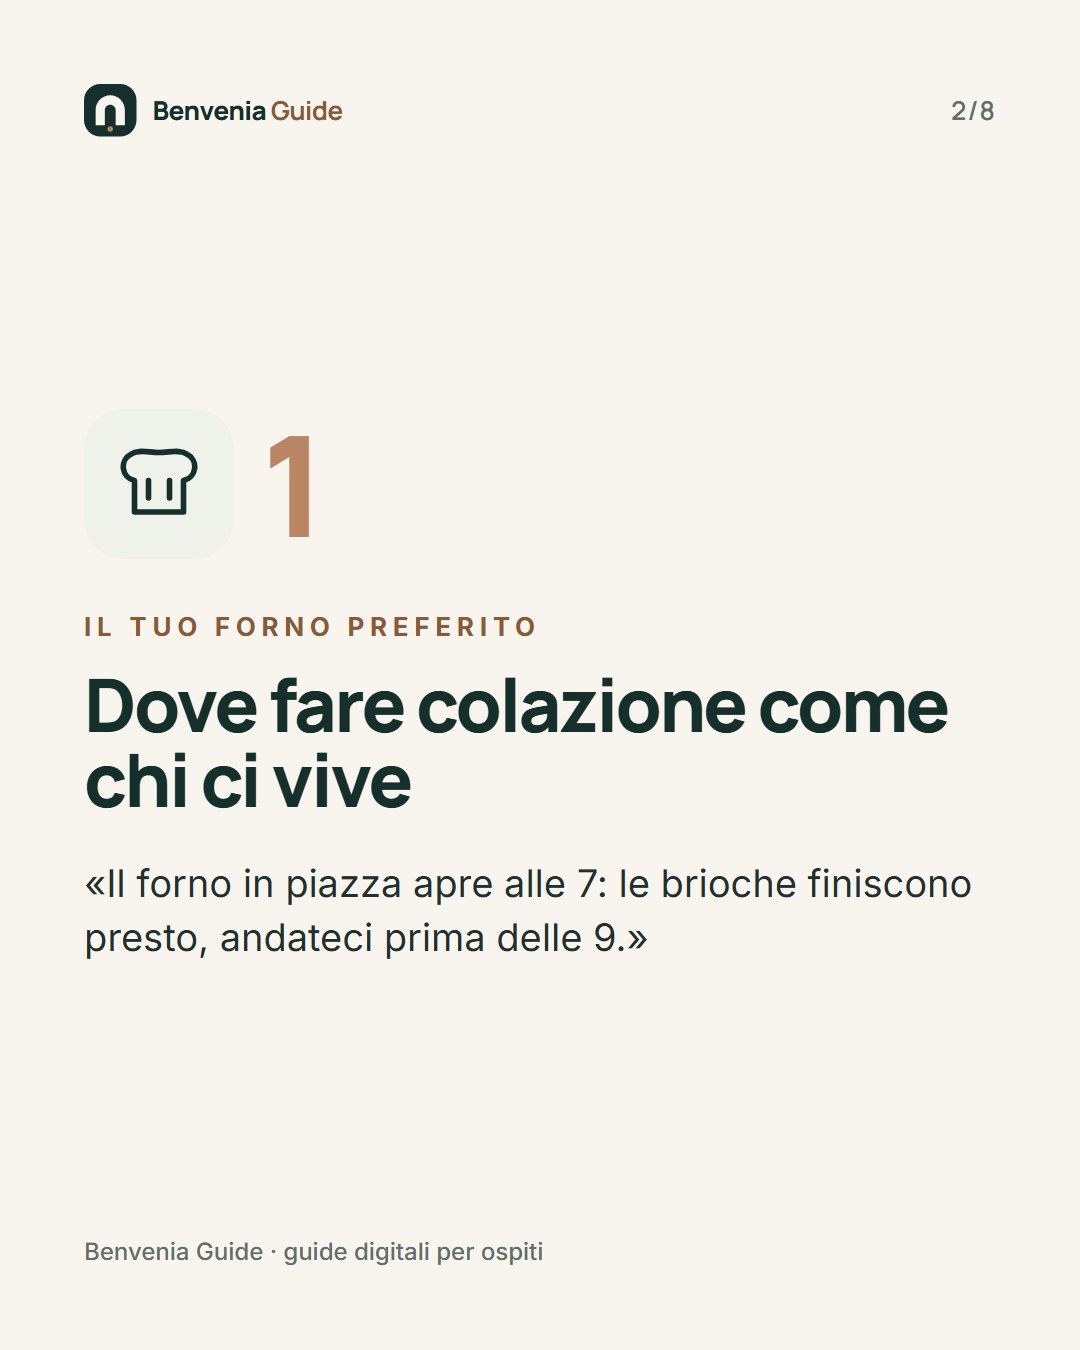 Benvenia Guide
2/8
1
IL TUO FORNO PREFERITO
Dove fare colazione come
chi ci vive
«Il forno in piazza apre alle 7: le brioche finiscono
presto, andateci prima delle 9.»
Benvenia Guide · guide digitali per ospiti